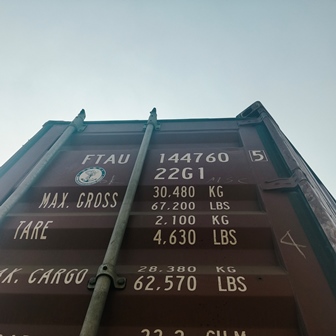 FTAU 144760 5
22G1
MAX. GROSS 30.480 KG
67.200 LBS
TARE 2.100 KG
4.630 LBS
CARGO 28.380 KG
62.570 LBS